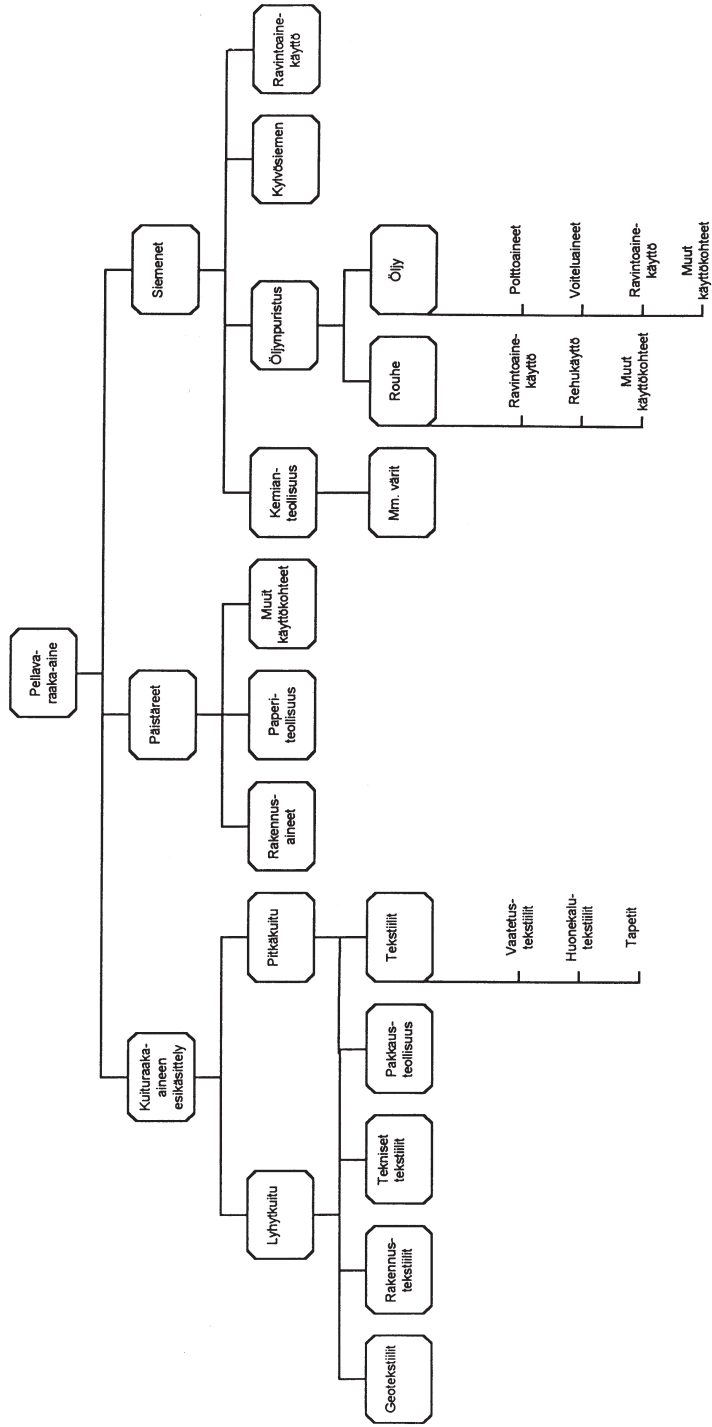 Pellava-
raaka-aine
Kuituraaka-
aineen
esikäsittely
Päistäreet
Siemenet
Lyhytkuitu
Pitkäkuitu
Rakennus-
aineet
Paperi-
teollisuus
Muut
käyttökohteet
Kemian-
teollisuus
Öljynpuristus
Kylvösiemen
Ravintoaine-
käyttö
Geotekstiilit
Rakennus-
tekstiilit
Tekniset
tekstiilit
Pakkaus-
teollisuus
Tekstiilit
Mm. värit
Rouhe
Öljy
Vaatetus-
tekstiilit
Huonekalu-
tekstiilit
Tapetit
Ravintoaine-
käyttö
Rehukäyttö
Muut
käyttökohteet
Polttoaineet
Voiteluaineet
Ravintoaine-
käyttö
Muut
käyttökohteet